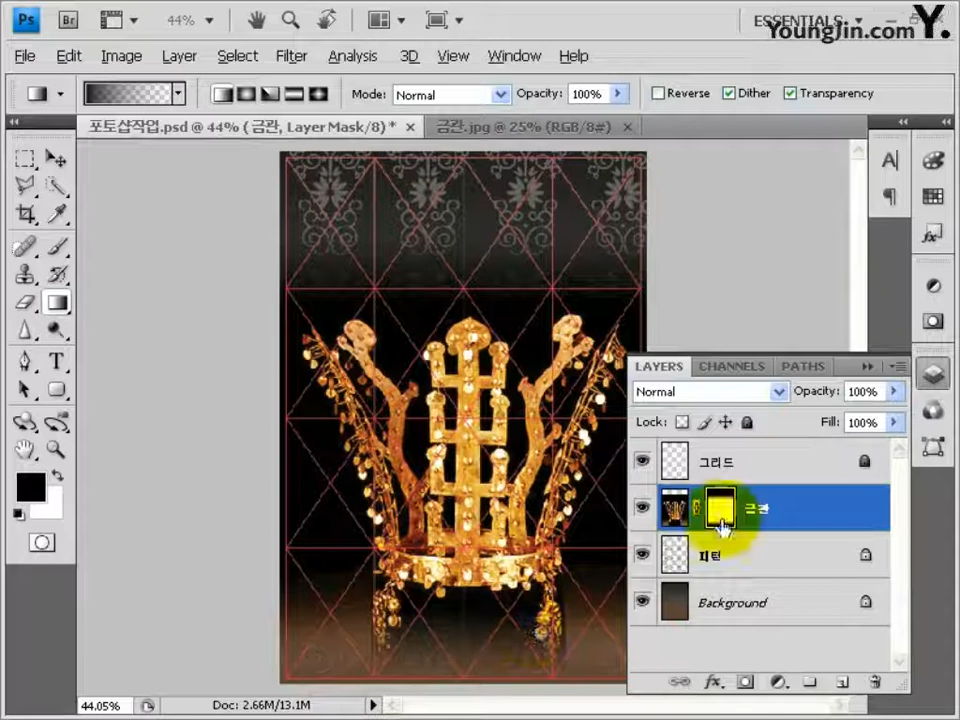 Ps Br 44% ESSENTIALS
YoungJin.com Y.
File Edit Image Layer Select Filter Analysis 3D View Window Help
Mode: Normal Opacity: 100% Reverse Dither Transparency
포토샵작업.psd @ 44% (금관, Layer Mask/8) * 금관.jpg @ 25% (RGB/8#)
LAYERS CHANNELS PATHS
Normal Opacity: 100%
Lock: Fill: 100%
그리드
금관
패턴
Background
44.05% Doc: 2.66M/13.1M